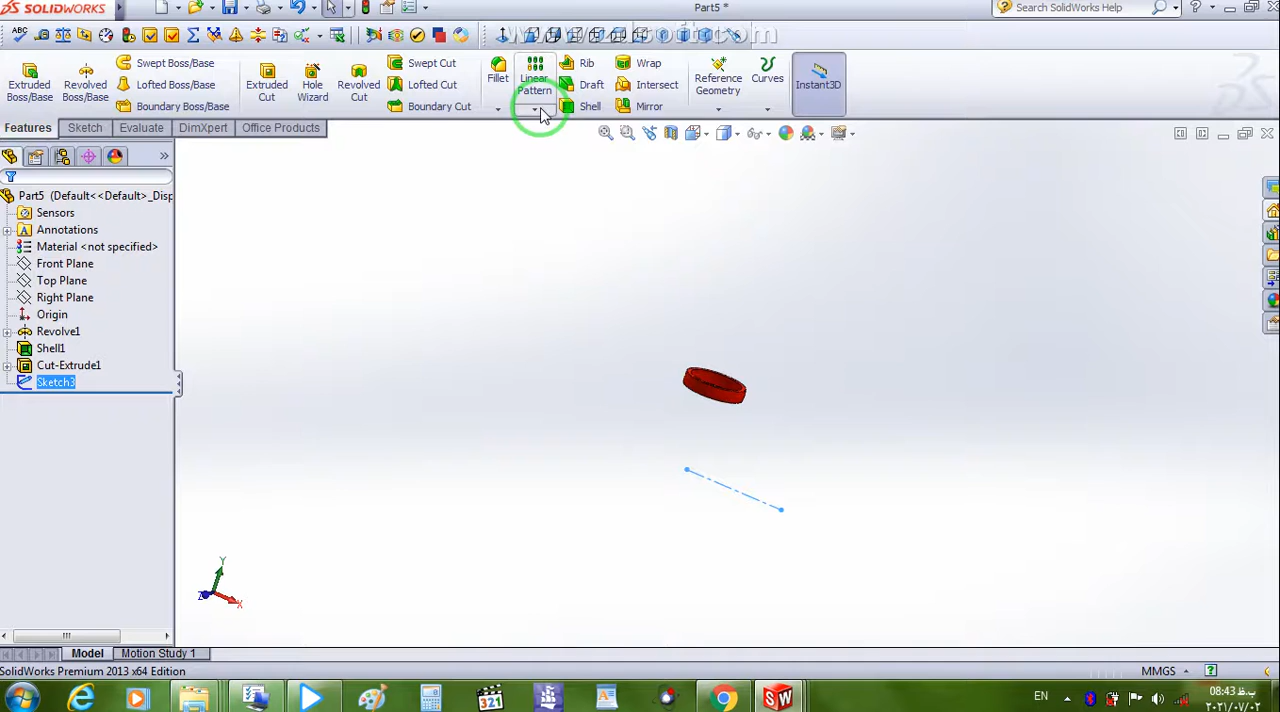 SOLIDWORKS
Part5 *
Search SolidWorks Help
Extruded Boss/Base
Revolved Boss/Base
Swept Boss/Base
Lofted Boss/Base
Boundary Boss/Base
Extruded Cut
Hole Wizard
Revolved Cut
Swept Cut
Lofted Cut
Boundary Cut
Fillet
Linear Pattern
Rib
Draft
Shell
Wrap
Intersect
Mirror
Reference Geometry
Curves
Instant3D
Features
Sketch
Evaluate
DimXpert
Office Products
Part5 (Default<<Default>_Disp
Sensors
Annotations
Material <not specified>
Front Plane
Top Plane
Right Plane
Origin
Revolve1
Shell1
Cut-Extrude1
Sketch3
Y
Z
X
Model
Motion Study 1
SolidWorks Premium 2013 x64 Edition
MMGS
EN
08:43 ب.ظ
۲۰۲۱/۰۷/۰۲